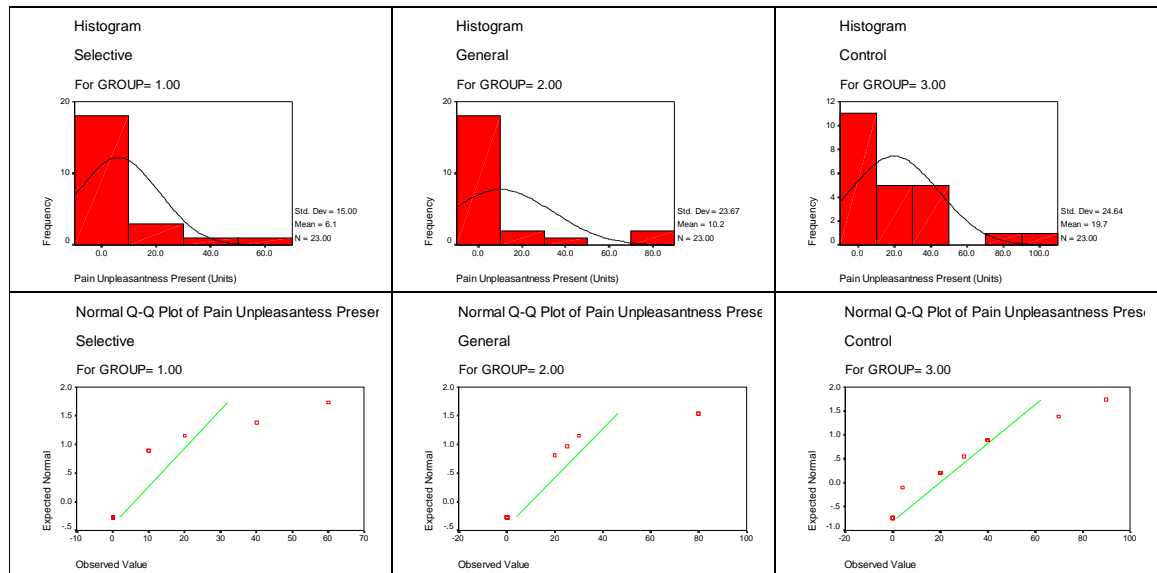 Histogram
Selective
For GROUP= 1.00
20
10
0
Frequency
0.0 20.0 40.0 60.0
Std. Dev = 15.00
Mean = 6.1
N = 23.00
Pain Unpleasantness Present (Units)
Histogram
General
For GROUP= 2.00
20
10
0
Frequency
0.0 20.0 40.0 60.0 80.0
Std. Dev = 23.67
Mean = 10.2
N = 23.00
Pain Unpleasantness Present (Units)
Histogram
Control
For GROUP= 3.00
12
10
8
6
4
2
0
Frequency
0.0 20.0 40.0 60.0 80.0 100.0
Std. Dev = 24.64
Mean = 19.7
N = 23.00
Pain Unpleasantness Present (Units)
Normal Q-Q Plot of Pain Unpleasantess Preser
Selective
For GROUP= 1.00
2.0
1.5
1.0
.5
0.0
-.5
Expected Normal
-10 0 10 20 30 40 50 60 70
Observed Value
Normal Q-Q Plot of Pain Unpleasantness Prese
General
For GROUP= 2.00
2.0
1.5
1.0
.5
0.0
-.5
Expected Normal
-20 0 20 40 60 80 100
Observed Value
Normal Q-Q Plot of Pain Unpleasantness Prese
Control
For GROUP= 3.00
2.0
1.5
1.0
.5
0.0
-.5
-1.0
Expected Normal
-20 0 20 40 60 80 100
Observed Value